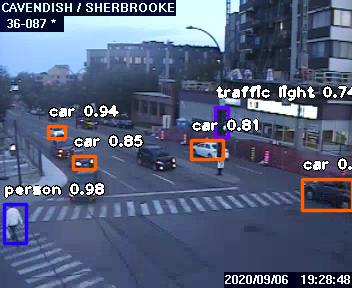 CAVENDISH / SHERBROOKE
36-087 *
traffic light 0.74
car 0.94
car 0.81
car 0.85
car 0.
person 0.98
2020/09/06 19:28:48